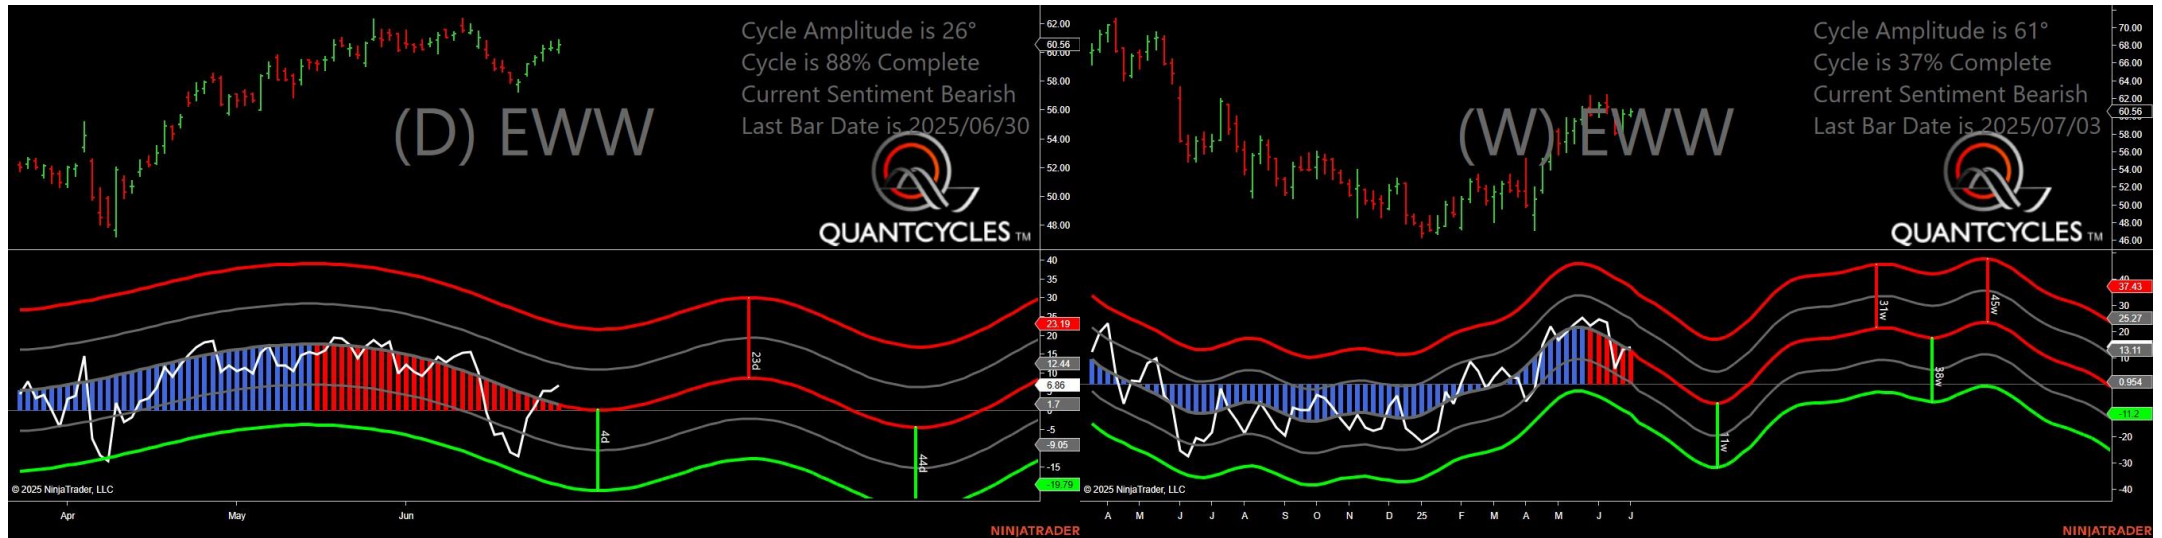 Cycle Amplitude is 26°
Cycle is 88% Complete
Current Sentiment Bearish
Last Bar Date is 2025/06/30
(D) EWW
QUANTCYCLES TM
62.00
60.56
60.00
58.00
56.00
54.00
52.00
50.00
48.00
40
35
30
25
23.19
20
15
12.44
10
6.86
1.7
-5
-9.05
-15
-19.79
4d
23d
44d
© 2025 NinjaTrader, LLC
Apr May Jun
NINJATRADER
Cycle Amplitude is 61°
Cycle is 37% Complete
Current Sentiment Bearish
Last Bar Date is 2025/07/03
(W) EWW
QUANTCYCLES TM
70.00
68.00
66.00
64.00
62.00
60.56
58.00
56.00
54.00
52.00
50.00
48.00
46.00
40
37.43
30
25.27
20
13.11
10
0.954
-11.2
-20
-30
-40
11w
31w
38w
45w
© 2025 NinjaTrader, LLC
A M J J A S O N D 25 F M A M J J
NINJATRADER